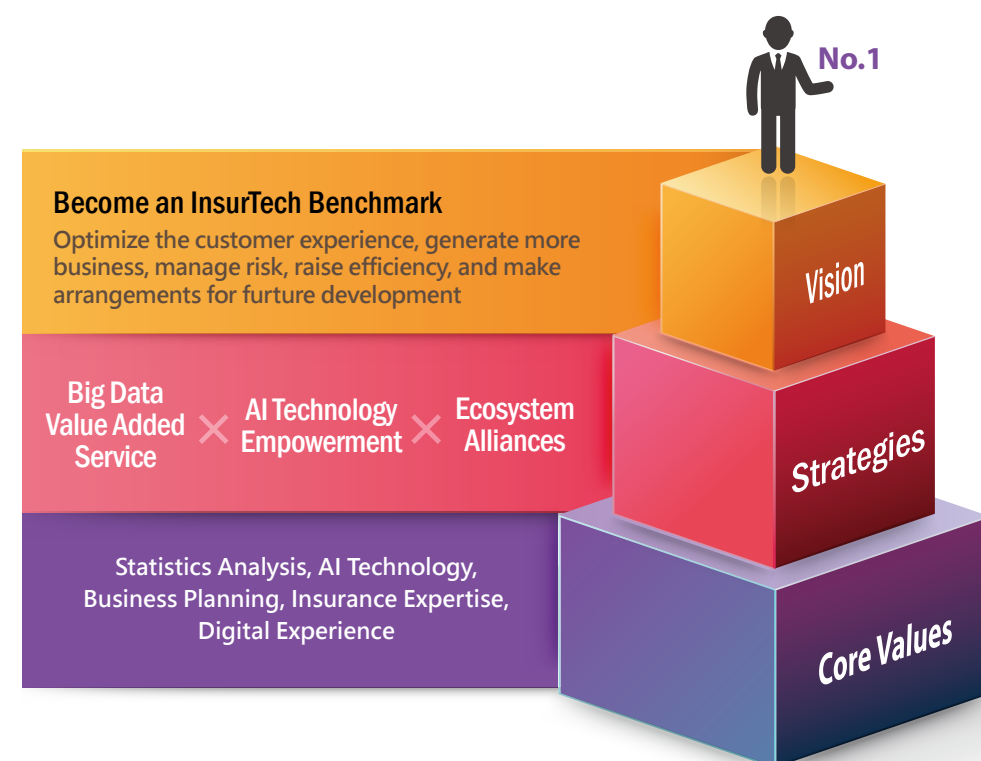 No.1
Become an InsurTech Benchmark
Optimize the customer experience, generate more
business, manage risk, raise efficiency, and make
arrangements for furture development
Vision
Big Data
Value Added
Service
×
AI Technology
Empowerment
×
Ecosystem
Alliances
Strategies
Statistics Analysis, AI Technology,
Business Planning, Insurance Expertise,
Digital Experience
Core Values